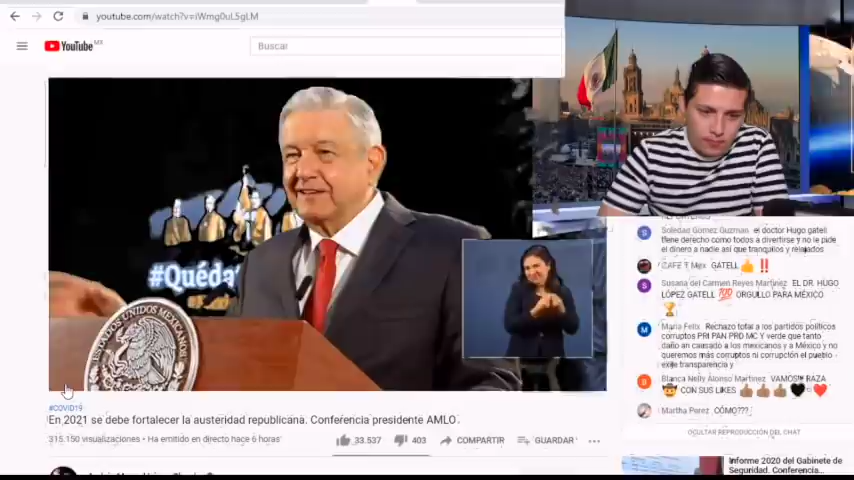 youtube.com/watch?v=iWmg0uL5gLM
YouTube MX
Buscar
#Quéda
ESTADOS UNIDOS MEXICANOS
#COVID19
En 2021 se debe fortalecer la austeridad republicana. Conferencia presidente AMLO
315.150 visualizaciones • Ha emitido en directo hace 6 horas
33.537
403
COMPARTIR
GUARDAR
Soledad Gomez Guzman el doctor Hugo gatell
tiene derecho como todos a divertirse y no le pide
el dinero a nadie así que tranquilos y relajados
GATELL 👍 ‼️
Susana del Carmen Reyes Martinez EL DR. HUGO
LÓPEZ GATELL 💯 ORGULLO PARA MÉXICO
🏆
Maria Felix Rechazo total a los partidos políticos
corruptos PRI PAN PRD MC Y verde que tanto
daño an causado a los mexicanos y a México y no
queremos más corruptos ni corrupción el pueblo
exije transparencia y
Blanca Nelly Alonso Martinez VAMOS!! RAZA
🤠 CON SUS LIKES 👍🏽👍🏽👍🏽🖤❤️
Martha Perez CÓMO???
OCULTAR REPRODUCCIÓN DEL CHAT
Informe 2020 del Gabinete de
Seguridad. Conferencia...